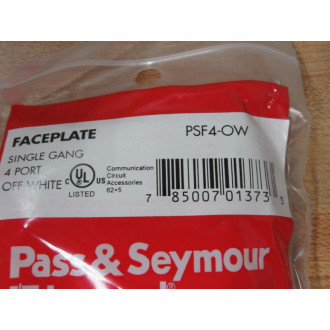 FACEPLATE
PSF4-OW
SINGLE GANG
4 PORT
OFF WHITE
C UL US
LISTED
Communication
Circuit
Accessories
82×5
7 85007 01373 3
Pass&Seymour